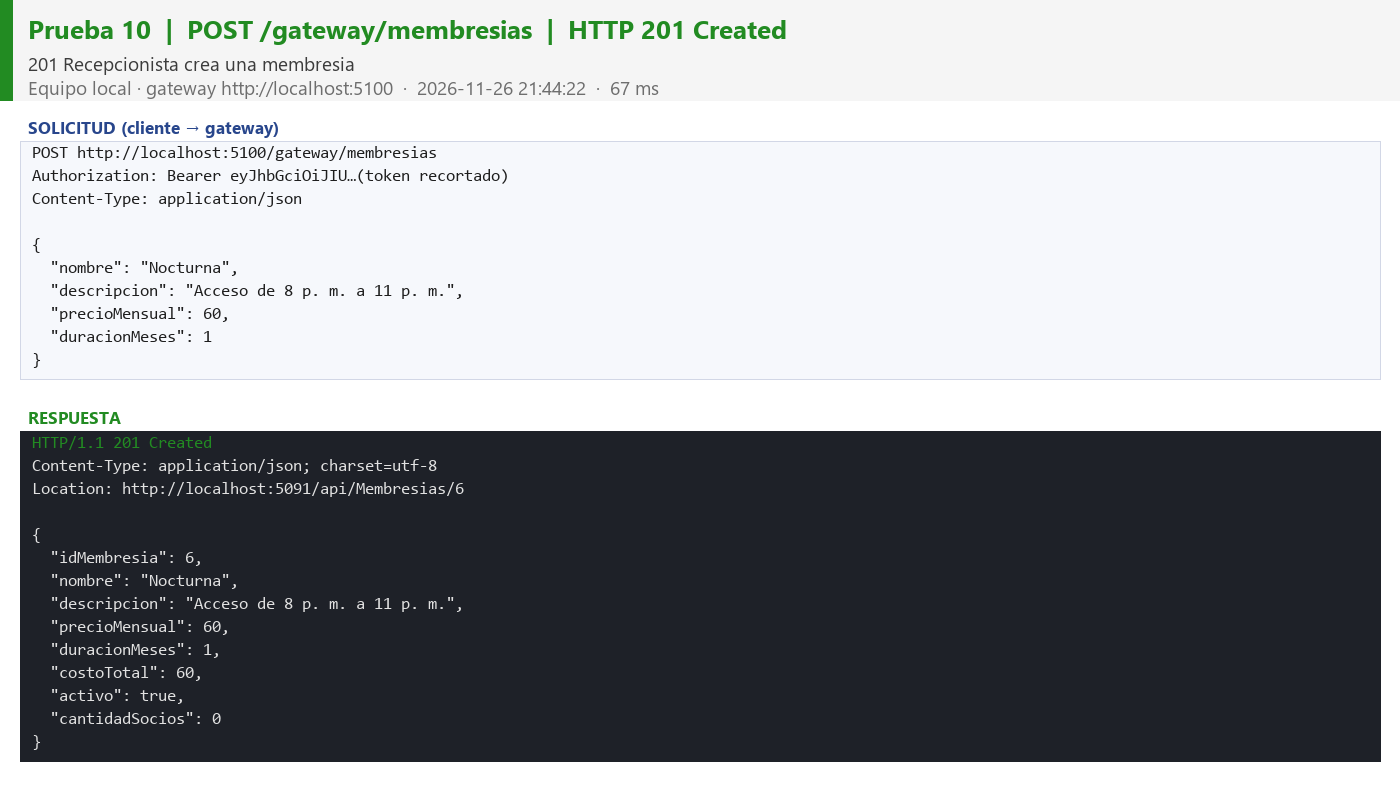 Prueba 10 | POST /gateway/membresias | HTTP 201 Created
201 Recepcionista crea una membresia
Equipo local · gateway http://localhost:5100 · 2026-11-26 21:44:22 · 67 ms
SOLICITUD (cliente → gateway)
POST http://localhost:5100/gateway/membresias
Authorization: Bearer eyJhbGciOiJIU…(token recortado)
Content-Type: application/json
{
"nombre": "Nocturna",
"descripcion": "Acceso de 8 p. m. a 11 p. m.",
"precioMensual": 60,
"duracionMeses": 1
}
RESPUESTA
HTTP/1.1 201 Created
Content-Type: application/json; charset=utf-8
Location: http://localhost:5091/api/Membresias/6
{
"idMembresia": 6,
"nombre": "Nocturna",
"descripcion": "Acceso de 8 p. m. a 11 p. m.",
"precioMensual": 60,
"duracionMeses": 1,
"costoTotal": 60,
"activo": true,
"cantidadSocios": 0
}